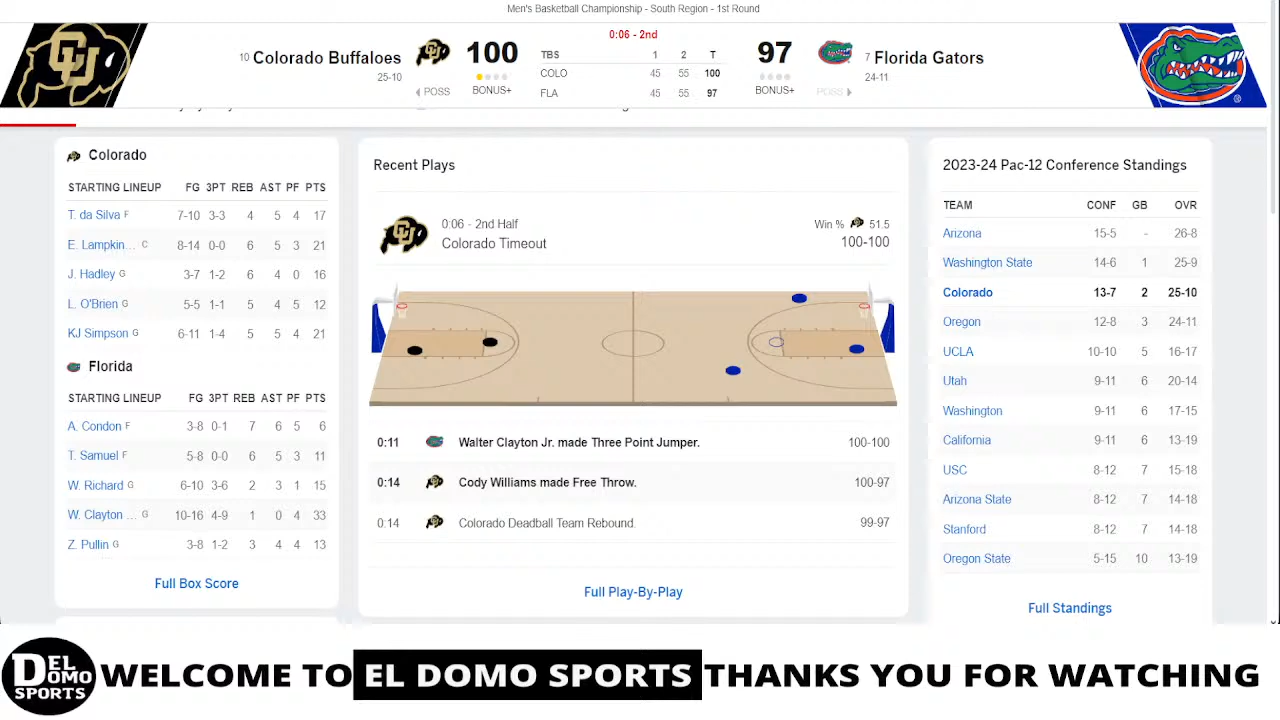 Men's Basketball Championship - South Region - 1st Round
10 Colorado Buffaloes
25-10
100
BONUS+
POSS
0:06 - 2nd
TBS 1 2 T
COLO 45 55 100
FLA 45 55 97
97
BONUS+
7 Florida Gators
24-11
POSS
Colorado
STARTING LINEUP FG 3PT REB AST PF PTS
T. da Silva F 7-10 3-3 4 5 4 17
E. Lampkin... C 8-14 0-0 6 5 3 21
J. Hadley G 3-7 1-2 6 4 0 16
L. O'Brien G 5-5 1-1 5 4 5 12
KJ Simpson G 6-11 1-4 5 5 4 21
Florida
STARTING LINEUP FG 3PT REB AST PF PTS
A. Condon F 3-8 0-1 7 6 5 6
T. Samuel F 5-8 0-0 6 5 3 11
W. Richard G 6-10 3-6 2 3 1 15
W. Clayton ... G 10-16 4-9 1 0 4 33
Z. Pullin G 3-8 1-2 3 4 4 13
Full Box Score
Recent Plays
0:06 - 2nd Half
Colorado Timeout
Win % 51.5
100-100
0:11 Walter Clayton Jr. made Three Point Jumper. 100-100
0:14 Cody Williams made Free Throw. 100-97
0:14 Colorado Deadball Team Rebound. 99-97
Full Play-By-Play
2023-24 Pac-12 Conference Standings
TEAM CONF GB OVR
Arizona 15-5 - 26-8
Washington State 14-6 1 25-9
Colorado 13-7 2 25-10
Oregon 12-8 3 24-11
UCLA 10-10 5 16-17
Utah 9-11 6 20-14
Washington 9-11 6 17-15
California 9-11 6 13-19
USC 8-12 7 15-18
Arizona State 8-12 7 14-18
Stanford 8-12 7 14-18
Oregon State 5-15 10 13-19
Full Standings
DEL DOMO SPORTS
WELCOME TO EL DOMO SPORTS THANKS YOU FOR WATCHING